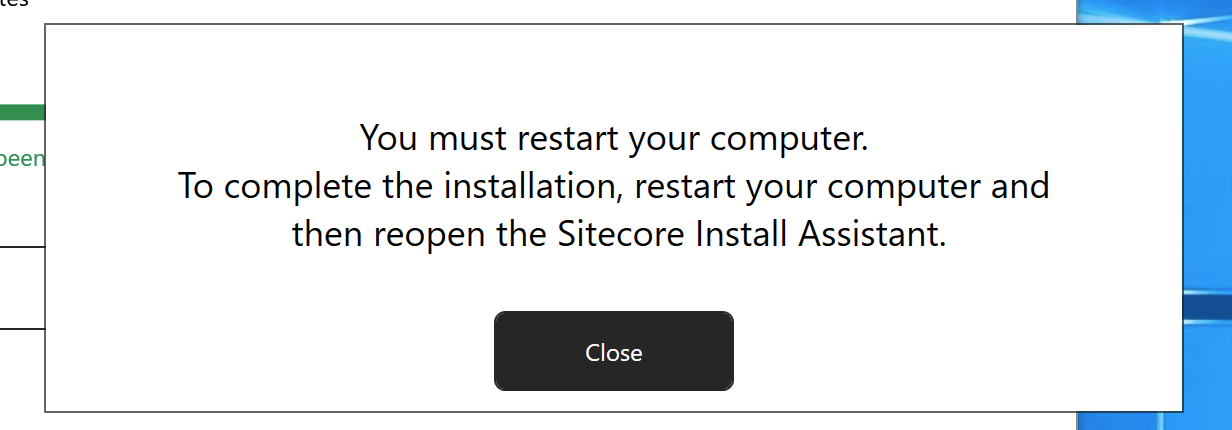 You must restart your computer.
To complete the installation, restart your computer and
then reopen the Sitecore Install Assistant.
Close